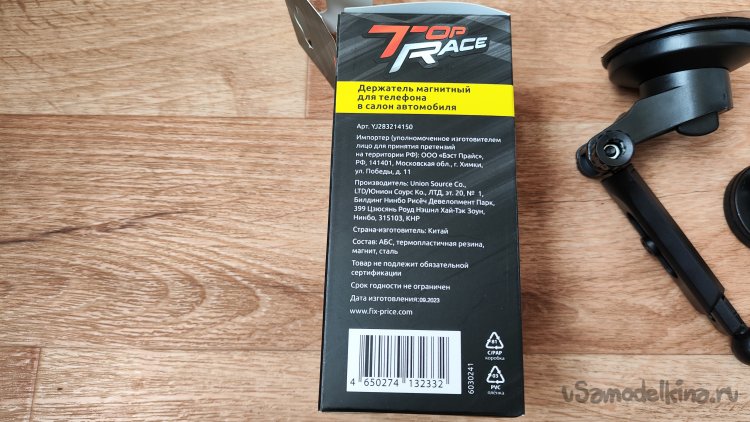 TOP
RACE
Держатель магнитный
для телефона
в салон автомобиля
Арт. YJ283214150
Импортер (уполномоченное изготовителем
лицо для принятия претензий
на территории РФ): ООО «Бэст Прайс»,
РФ, 141401, Московская обл., г. Химки,
ул. Победы, д. 11
Производитель: Union Source Co.,
LTD/Юнион Соурс Ко., ЛТД, эт. 20, № 1,
Билдинг Нинбо Рисёч Девелопмент Парк,
399 Цзюсянь Роуд Нэшнл Хай-Тэк Зоун,
Нинбо, 315103, КНР
Страна-изготовитель: Китай
Состав: АБС, термопластичная резина,
магнит, сталь
Товар не подлежит обязательной
сертификации
Срок годности не ограничен
Дата изготовления:09.2023
www.fix-price.com
4 650274 132332
6030241
81
C/PAP
коробка
03
PVC
плёнка
vSamodelkina.ru